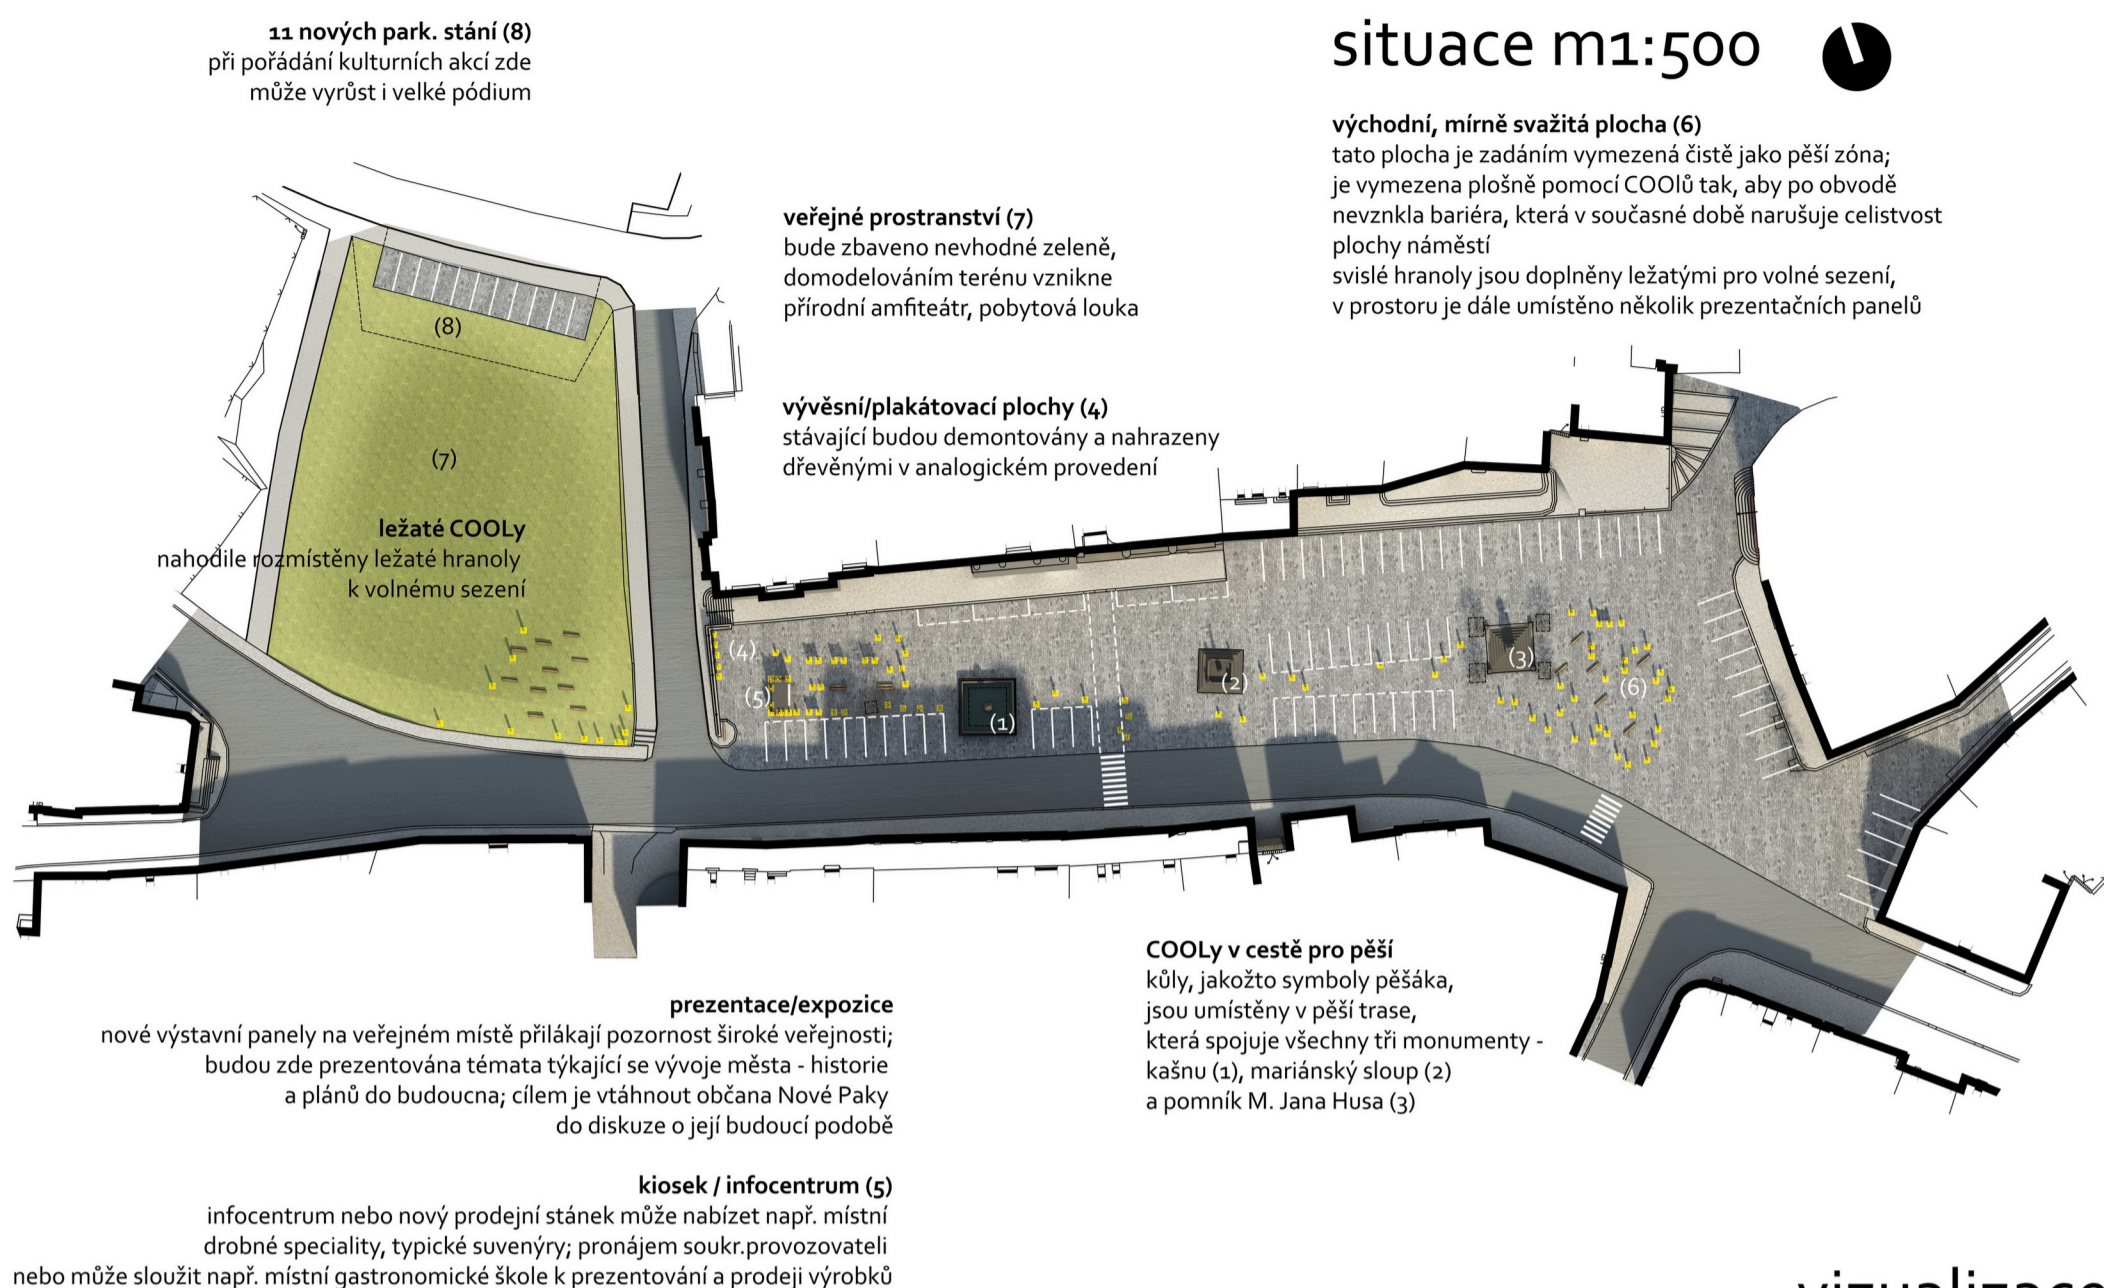 11 nových park. stání (8)
při pořádání kulturních akcí zde
může vyrůst i velké pódium
situace m1:500
východní, mírně svažitá plocha (6)
tato plocha je zadáním vymezená čistě jako pěší zóna;
je vymezena plošně pomocí COOlů tak, aby po obvodě
nevznkla bariéra, která v současné době narušuje celistvost
plochy náměstí
svislé hranoly jsou doplněny ležatými pro volné sezení,
v prostoru je dále umístěno několik prezentačních panelů
veřejné prostranství (7)
bude zbaveno nevhodné zeleně,
domodelováním terénu vznikne
přírodní amfiteátr, pobytová louka
vývěsní/plakátovací plochy (4)
stávající budou demontovány a nahrazeny
dřevěnými v analogickém provedení
(8)
(7)
ležaté COOLy
nahodile rozmístěny ležaté hranoly
k volnému sezení
(4)
(5)
(1)
(2)
(3)
(6)
COOLy v cestě pro pěší
kůly, jakožto symboly pěšáka,
jsou umístěny v pěší trase,
která spojuje všechny tři monumenty -
kašnu (1), mariánský sloup (2)
a pomník M. Jana Husa (3)
prezentace/expozice
nové výstavní panely na veřejném místě přilákají pozornost široké veřejnosti;
budou zde prezentována témata týkající se vývoje města - historie
a plánů do budoucna; cílem je vtáhnout občana Nové Paky
do diskuze o její budoucí podobě
kiosek / infocentrum (5)
infocentrum nebo nový prodejní stánek může nabízet např. místní
drobné speciality, typické suvenýry; pronájem soukr.provozovateli
nebo může sloužit např. místní gastronomické škole k prezentování a prodeji výrobků
vizualizace